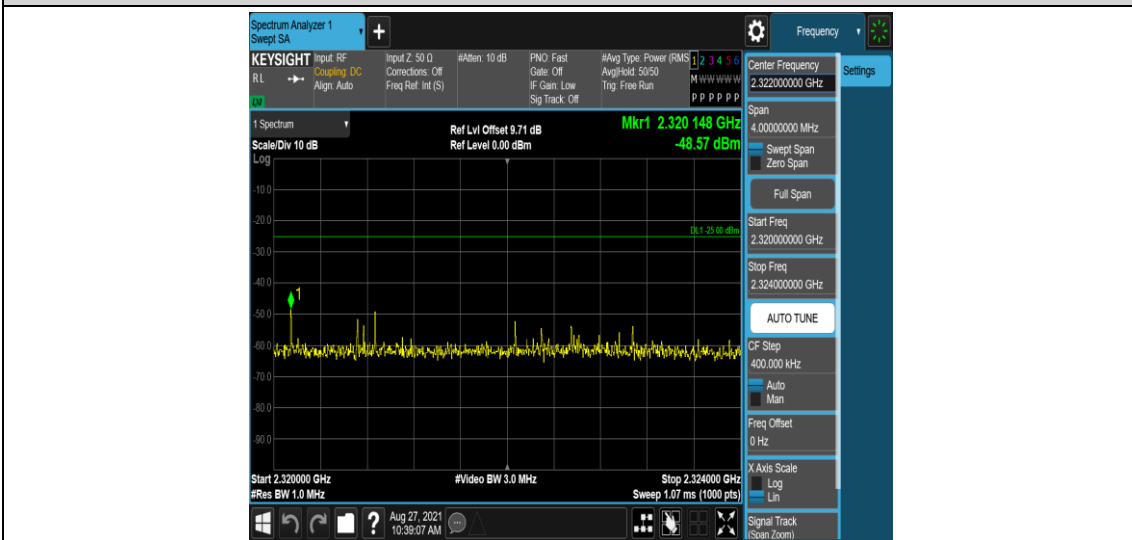 Spectrum Analyzer 1
Swept SA
+
Frequency
KEYSIGHT
RL
LNI
Input: RF
Coupling: DC
Align: Auto
Input Z: 50 Ω
Corrections: Off
Freq Ref: Int (S)
#Atten: 10 dB
PNO: Fast
Gate: Off
IF Gain: Low
Sig Track: Off
#Avg Type: Power (RMS
Avg|Hold: 50/50
Trig: Free Run
1 2 3 4 5 6
M W W W W W
P P P P P P
Center Frequency
2.322000000 GHz
Settings
1 Spectrum
Scale/Div 10 dB
Ref Lvl Offset 9.71 dB
Ref Level 0.00 dBm
Mkr1 2.320 148 GHz
-48.57 dBm
Span
4.00000000 MHz
Swept Span
Zero Span
Full Span
Start Freq
2.320000000 GHz
Stop Freq
2.324000000 GHz
AUTO TUNE
CF Step
400.000 kHz
Auto
Man
Freq Offset
0 Hz
X Axis Scale
Log
Lin
Signal Track
(Span Zoom)
Log
-10.0
-20.0
DL1 -25.00 dBm
-30.0
-40.0
1
-50.0
-60.0
-70.0
-80.0
-90.0
Start 2.320000 GHz
#Res BW 1.0 MHz
#Video BW 3.0 MHz
Stop 2.324000 GHz
Sweep 1.07 ms (1000 pts)
?
Aug 27, 2021
10:39:07 AM